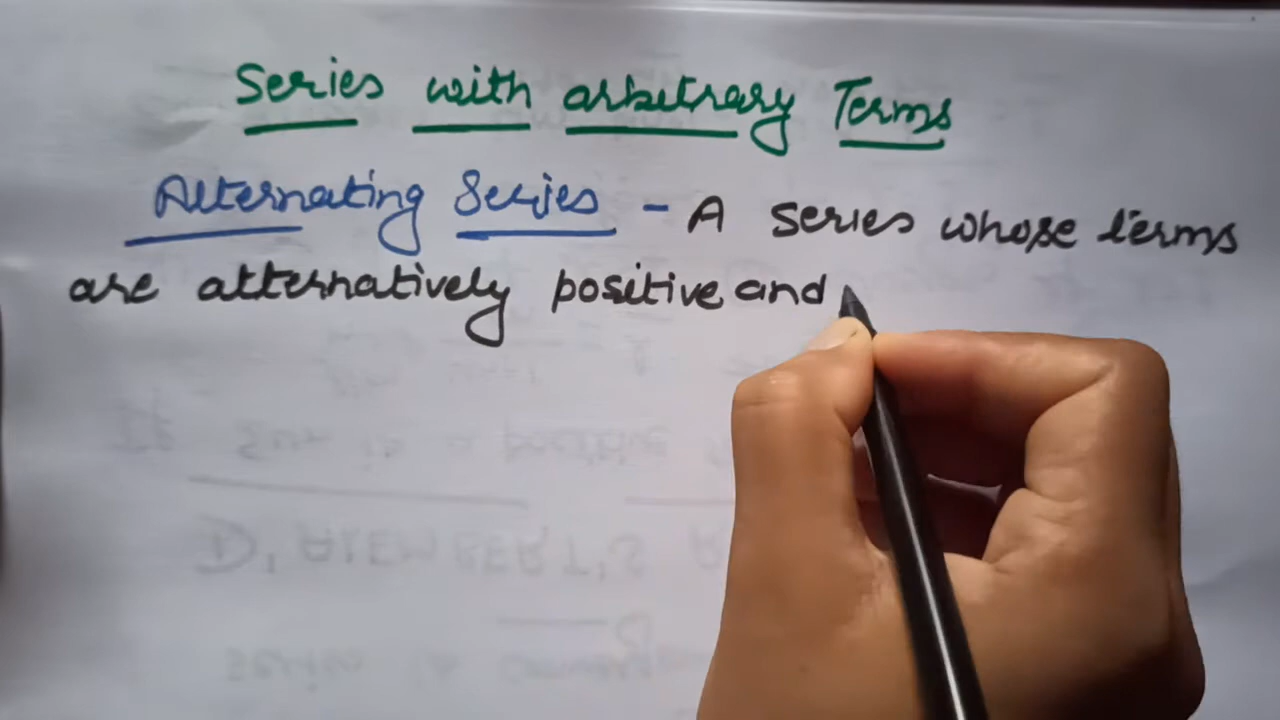 Series with arbitrary Terms
Alternating Series - A series whose terms
are alternatively positive and